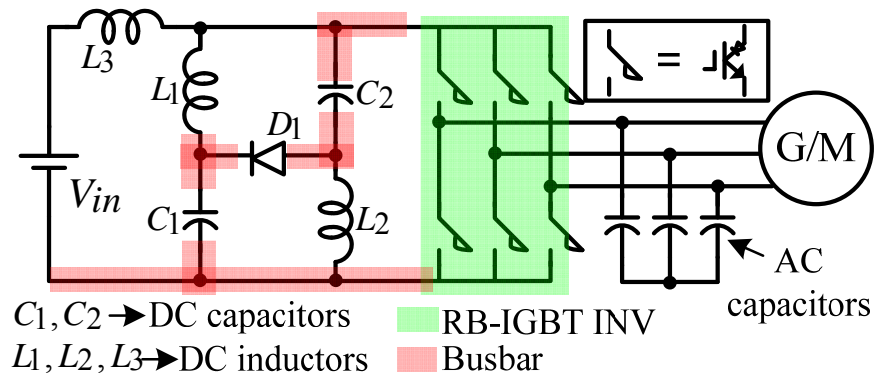 L3
L1
C2
D1
G/M
Vin
C1
L2
AC
capacitors
C1, C2 → DC capacitors
RB-IGBT INV
L1, L2, L3 → DC inductors
Busbar
=